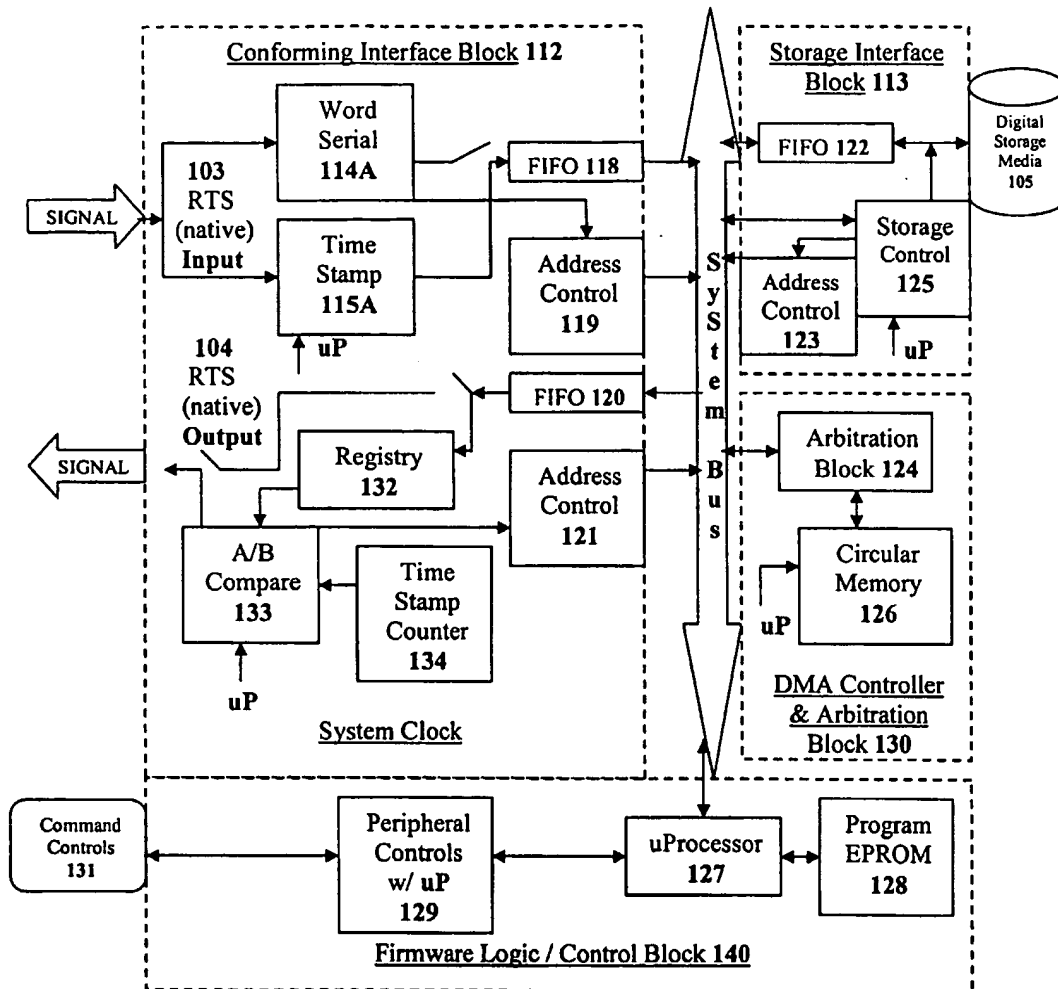 Conforming Interface Block 112
Word
Serial
114A
103
RTS
(native)
Input
SIGNAL
Time
Stamp
115A
uP
FIFO 118
Address
Control
119
104
RTS
(native)
Output
SIGNAL
FIFO 120
Registry
132
Address
Control
121
A/B
Compare
133
uP
Time
Stamp
Counter
134
System Clock
SyStem Bus
Storage Interface
Block 113
FIFO 122
Digital
Storage
Media
105
Storage
Control
125
Address
Control
123
uP
Arbitration
Block 124
Circular
Memory
126
uP
DMA Controller
& Arbitration
Block 130
Command
Controls
131
Peripheral
Controls
w/ uP
129
uProcessor
127
Program
EPROM
128
Firmware Logic / Control Block 140